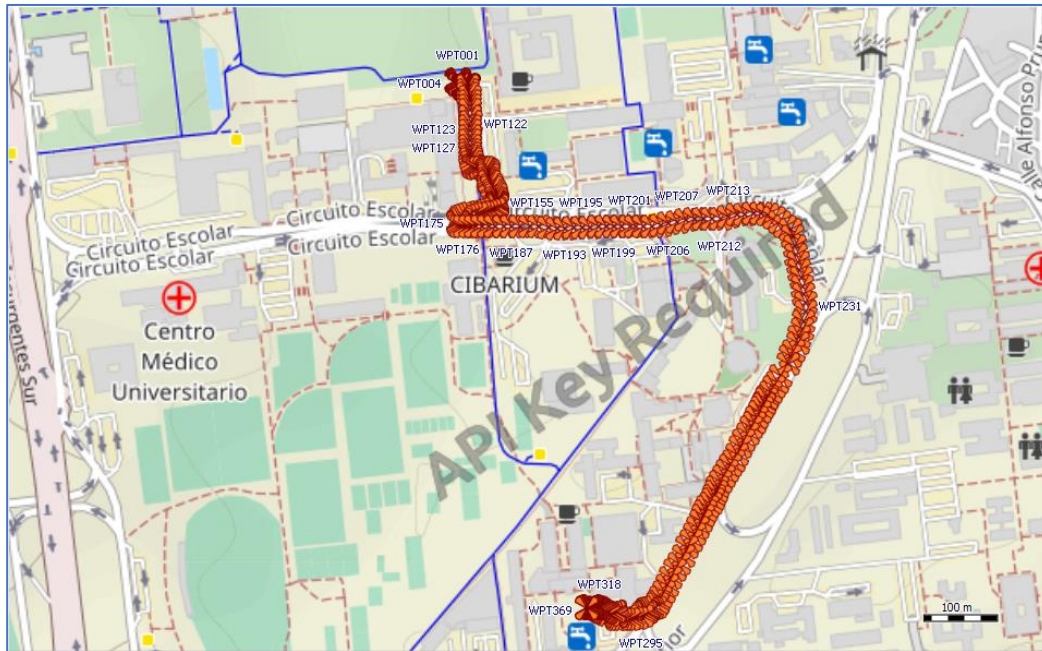 WPT001
WPT004
WPT122
WPT123
WPT127
WPT155
WPT195
WPT201
WPT207
WPT213
Circuito Escolar
Circuito Escolar
Circuito Escolar
Circuito Escolar
Circuito Escolar
WPT175
WPT176
WPT187
WPT193
WPT199
WPT206
WPT212
CIBARIUM
WPT231
Centro
Médico
Universitario
API Key Required
WPT318
WPT369
WPT295
100 m